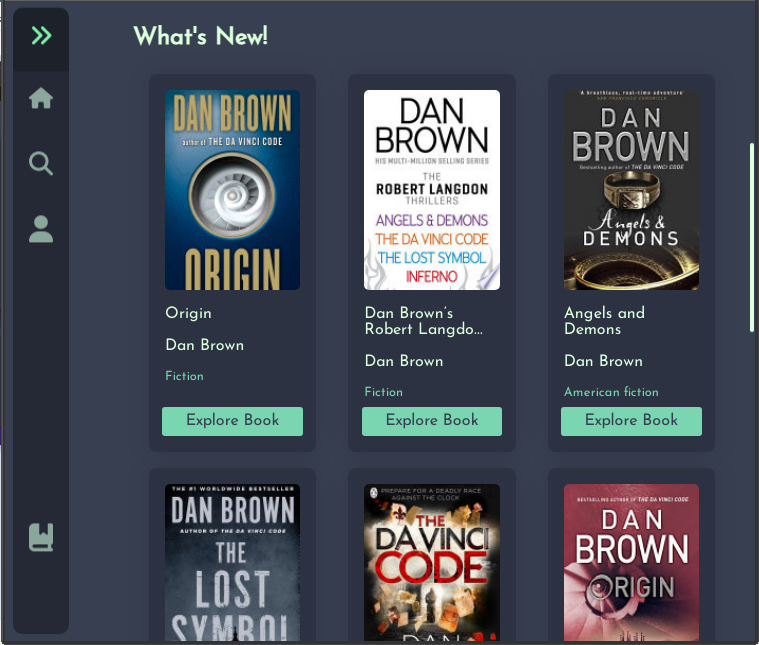 What's New!
DAN BROWN
author of THE DA VINCI CODE
ORIGIN
Origin
Dan Brown
Fiction
Explore Book
DAN
BROWN
HIS MULTI-MILLION SELLING SERIES
THE
ROBERT LANGDON
THRILLERS
ANGELS & DEMONS
THE DA VINCI CODE
THE LOST SYMBOL
INFERNO
Dan Brown's
Robert Langdo...
Dan Brown
Fiction
Explore Book
'A breathless, real-time adventure'
SAN FRANCISCO CHRONICLE
DAN
BROWN
Bestselling author of THE DA VINCI CODE
Angels &
DEMONS
Angels and
Demons
Dan Brown
American fiction
Explore Book
THE #1 WORLDWIDE BESTSELLER
DAN BROWN
AUTHOR OF THE DA VINCI CODE
THE
LOST
SYMBOL
PREPARE FOR A DEADLY RACE
AGAINST THE CLOCK
THE
DA VINCI
CODE
DAN
BESTSELLING AUTHOR OF THE DA VINCI CODE
DAN
BROWN
ORIGIN